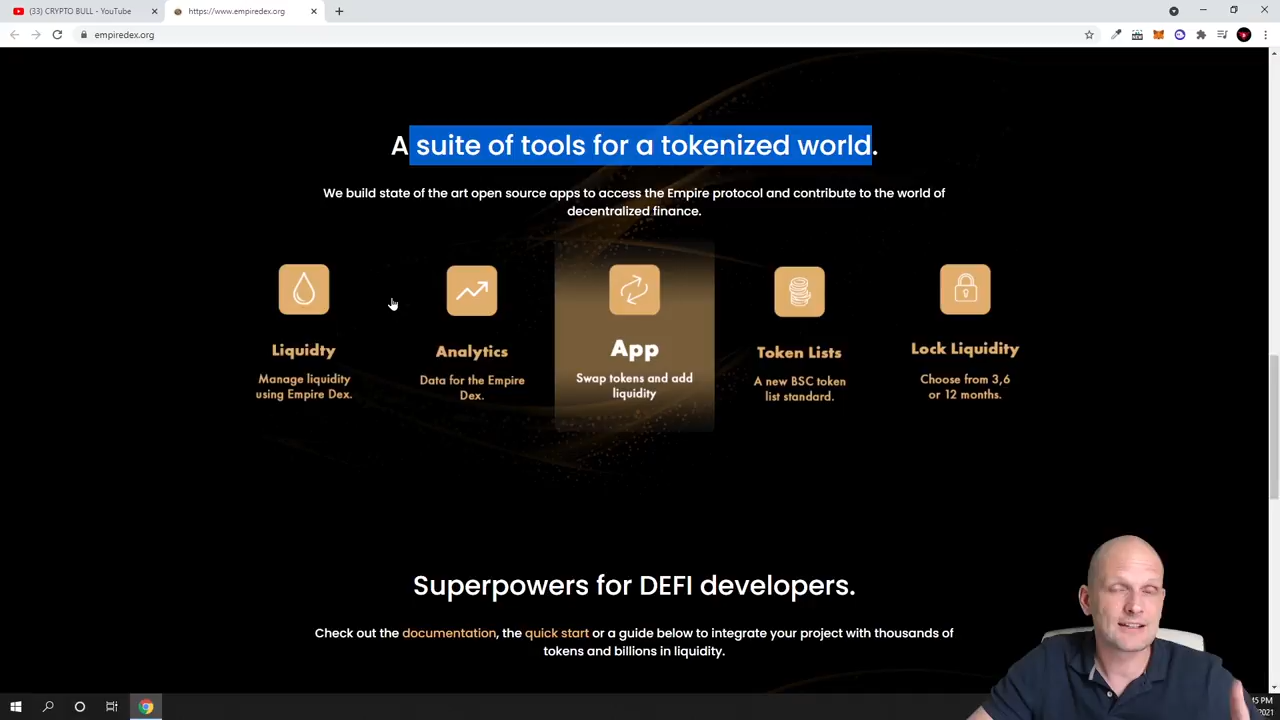 (33) CRYPTO BULL - YouTube
https://www.empiredex.org
empiredex.org
A suite of tools for a tokenized world.
We build state of the art open source apps to access the Empire protocol and contribute to the world of
decentralized finance.
Liquidty
Manage liquidity
using Empire Dex.
Analytics
Data for the Empire
Dex.
App
Swap tokens and add
liquidity
Token Lists
A new BSC token
list standard.
Lock Liquidity
Choose from 3,6
or 12 months.
Superpowers for DEFI developers.
Check out the documentation, the quick start or a guide below to integrate your project with thousands of
tokens and billions in liquidity.
:45 PM
2021